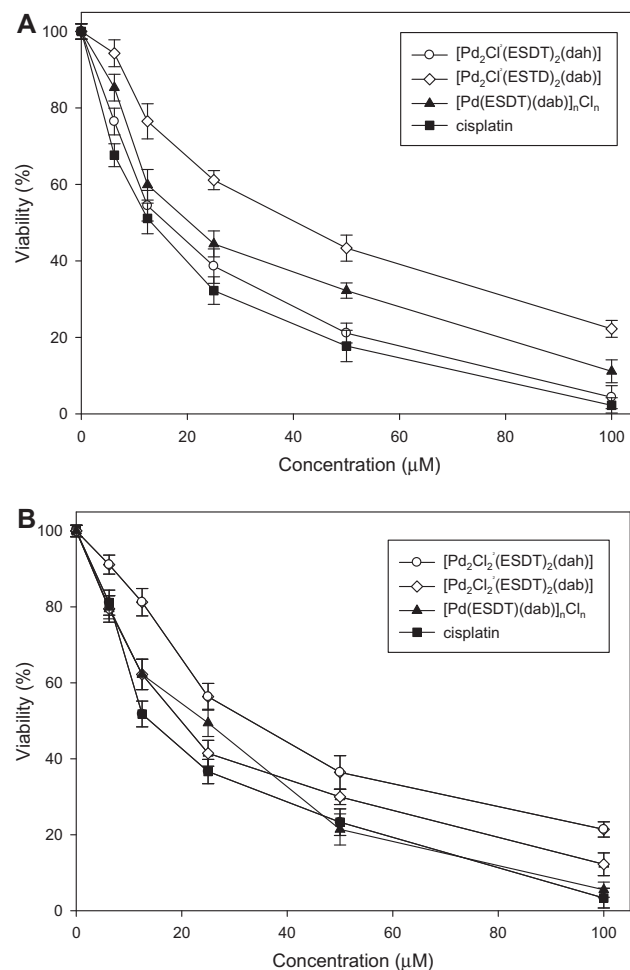 A
Viability (%)
100
80
60
40
20
0
[Pd2Cl²(ESDT)2(dah)]
[Pd2Cl²(ESTD)2(dab)]
[Pd(ESDT)(dab)]nCln
cisplatin
0 20 40 60 80 100
Concentration (μM)
B
Viability (%)
100
80
60
40
20
0
[Pd2Cl2²(ESDT)2(dah)]
[Pd2Cl2²(ESDT)2(dab)]
[Pd(ESDT)(dab)]nCln
cisplatin
0 20 40 60 80 100
Concentration (μM)